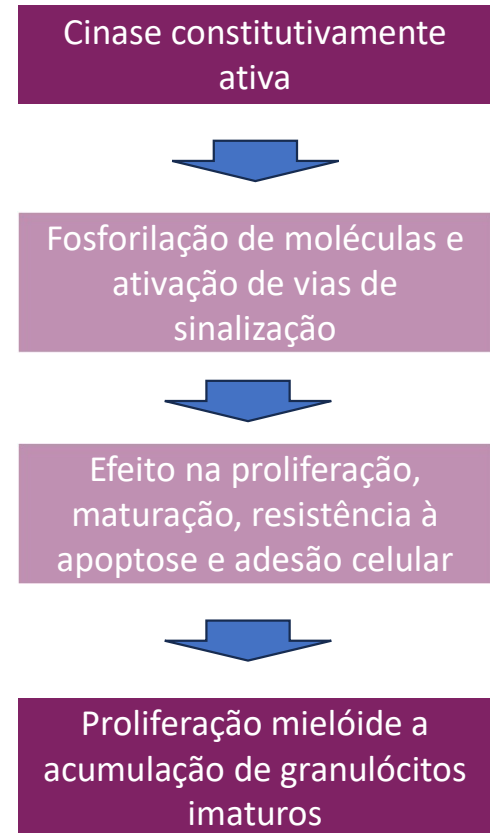 Cinase constitutivamente
ativa
Fosforilação de moléculas e
ativação de vias de
sinalização
Efeito na proliferação,
maturação, resistência à
apoptose e adesão celular
Proliferação mielóide a
acumulação de granulócitos
imaturos